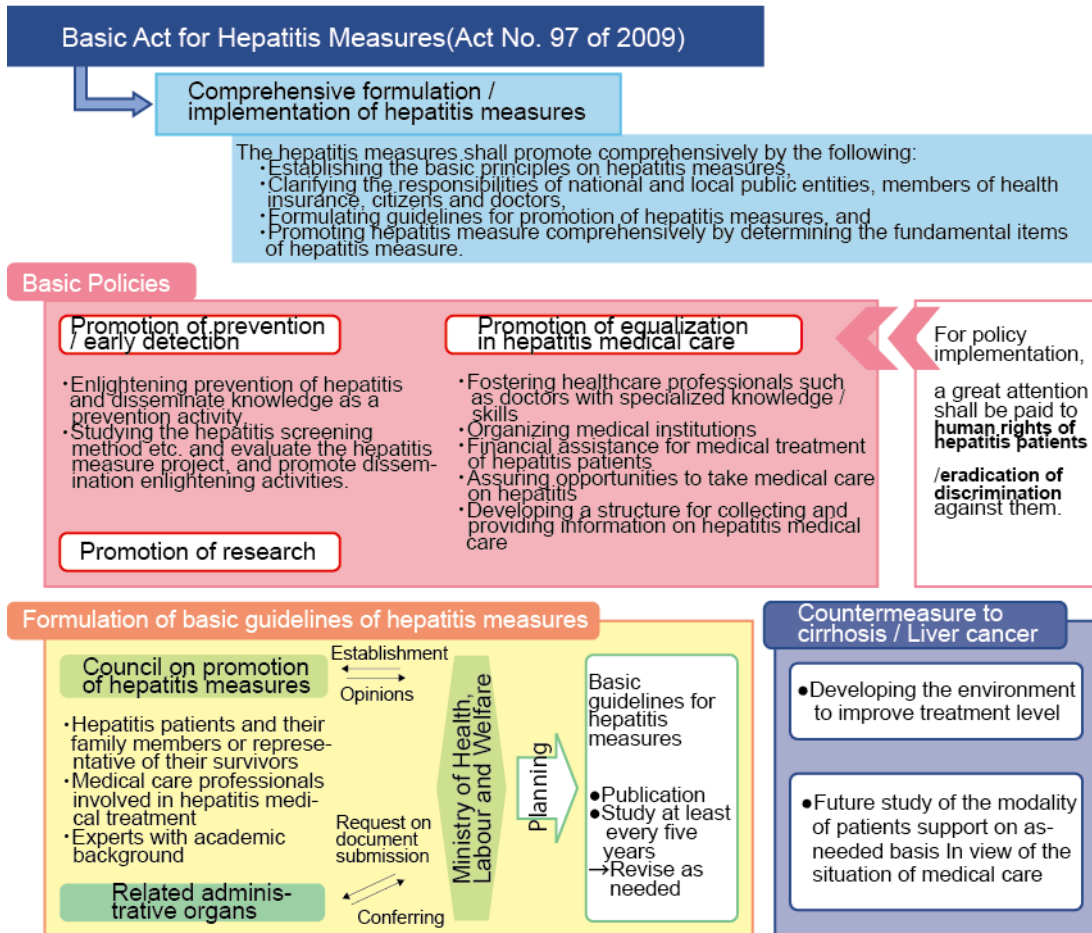 Basic Act for Hepatitis Measures(Act No. 97 of 2009)
Comprehensive formulation /
implementation of hepatitis measures
The hepatitis measures shall promote comprehensively by the following:
・Establishing the basic principles on hepatitis measures,
・Clarifying the responsibilities of national and local public entities, members of health
insurance, citizens and doctors,
・Formulating guidelines for promotion of hepatitis measures, and
・Promoting hepatitis measure comprehensively by determining the fundamental items
of hepatitis measure.
Basic Policies
Promotion of prevention
/ early detection
・Enlightening prevention of hepatitis
and disseminate knowledge as a
prevention activity
・Studying the hepatitis screening
method etc. and evaluate the hepatitis
measure project, and promote dissem-
ination enlightening activities.
Promotion of research
Promotion of equalization
in hepatitis medical care
・Fostering healthcare professionals such
as doctors with specialized knowledge /
skills
・Organizing medical institutions
・Financial assistance for medical treatment
of hepatitis patients
・Assuring opportunities to take medical care
on hepatitis
・Developing a structure for collecting and
providing information on hepatitis medical
care
For policy
implementation,
a great attention
shall be paid to
human rights of
hepatitis patients
/eradication of
discrimination
against them.
Formulation of basic guidelines of hepatitis measures
Council on promotion
of hepatitis measures
・Hepatitis patients and their
family members or represe-
ntative of their survivors
・Medical care professionals
involved in hepatitis medi-
cal treatment
・Experts with academic
background
Related adminis-
trative organs
Establishment
Opinions
Request on
document
submission
Conferring
Ministry of Health,
Labour and Welfare
Planning
Basic
guidelines for
hepatitis
measures
●Publication
●Study at least
every five
years
→Revise as
needed
Countermeasure to
cirrhosis / Liver cancer
●Developing the environment
to improve treatment level
●Future study of the modality
of patients support on as-
needed basis In view of the
situation of medical care